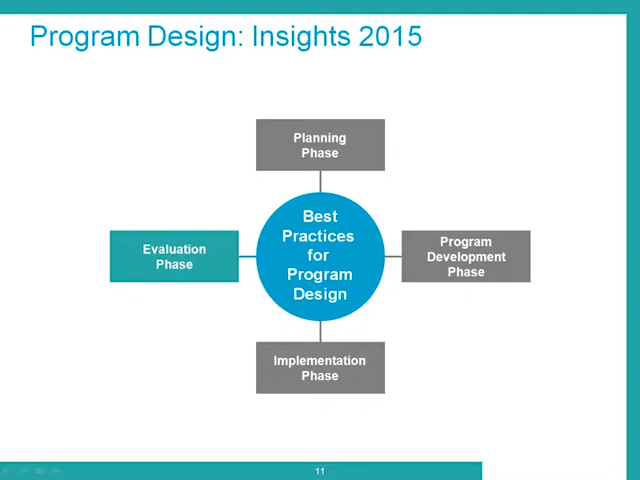 Program Design: Insights 2015
Planning
Phase
Best
Practices
for
Program
Design
Evaluation
Phase
Program
Development
Phase
Implementation
Phase
11